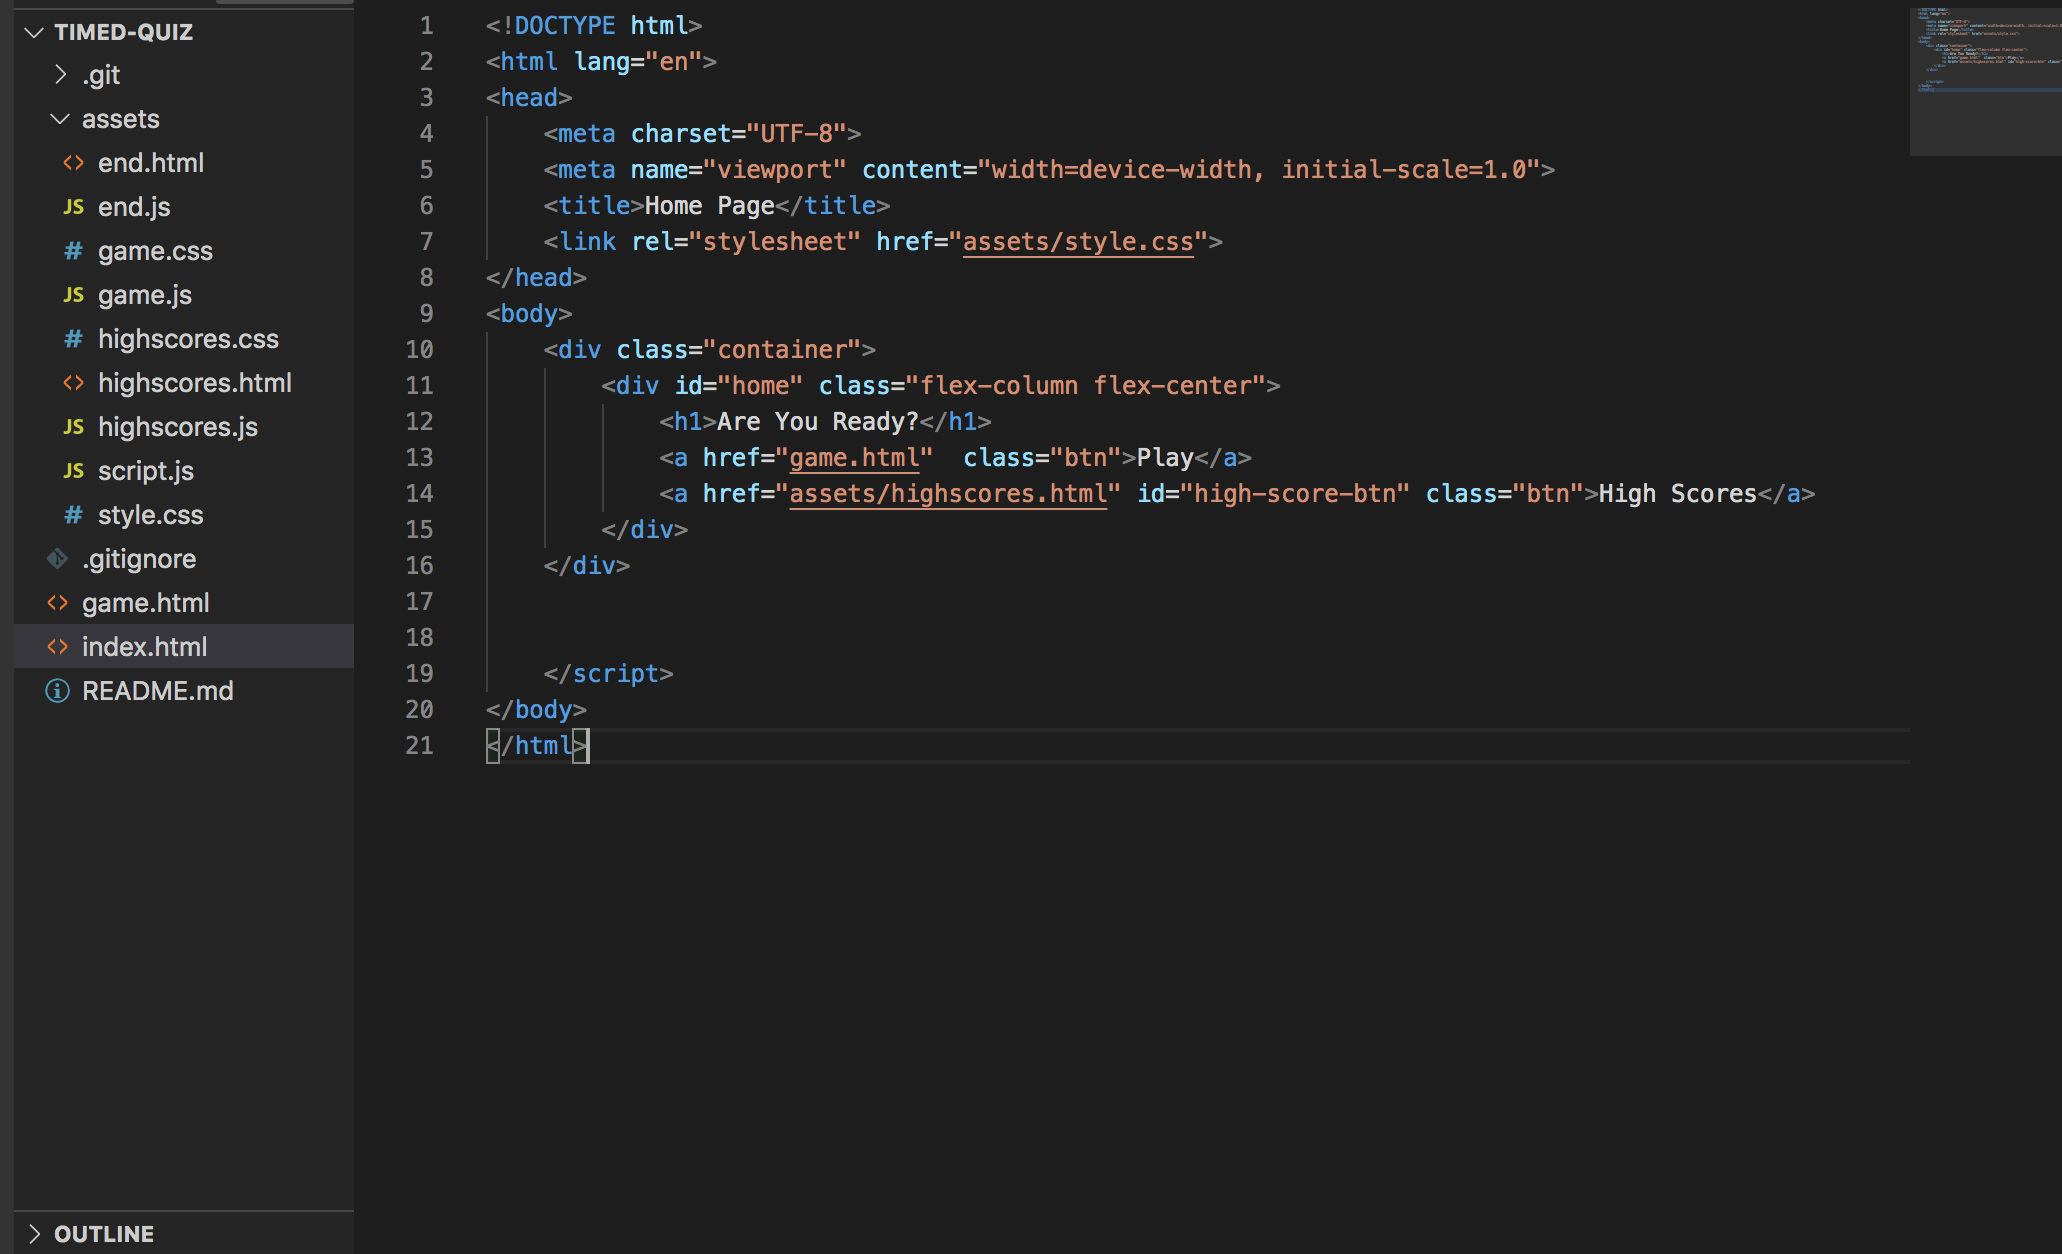 TIMED-QUIZ
.git
assets
end.html
JS end.js
# game.css
JS game.js
# highscores.css
highscores.html
JS highscores.js
JS script.js
# style.css
.gitignore
game.html
index.html
README.md
OUTLINE
1 <!DOCTYPE html>
2 <html lang="en">
3 <head>
4     <meta charset="UTF-8">
5     <meta name="viewport" content="width=device-width, initial-scale=1.0">
6     <title>Home Page</title>
7     <link rel="stylesheet" href="assets/style.css">
8 </head>
9 <body>
10     <div class="container">
11         <div id="home" class="flex-column flex-center">
12             <h1>Are You Ready?</h1>
13             <a href="game.html"  class="btn">Play</a>
14             <a href="assets/highscores.html" id="high-score-btn" class="btn">High Scores</a>
15         </div>
16     </div>
17
18
19     </script>
20 </body>
21 </html>